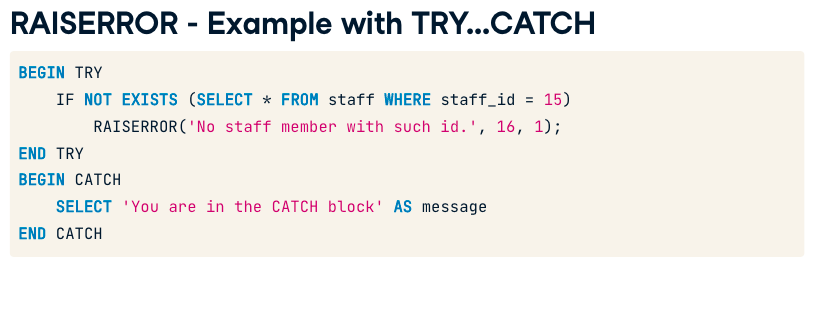 RAISERROR - Example with TRY...CATCH
BEGIN TRY
    IF NOT EXISTS (SELECT * FROM staff WHERE staff_id = 15)
        RAISERROR('No staff member with such id.', 16, 1);
END TRY
BEGIN CATCH
    SELECT 'You are in the CATCH block' AS message
END CATCH